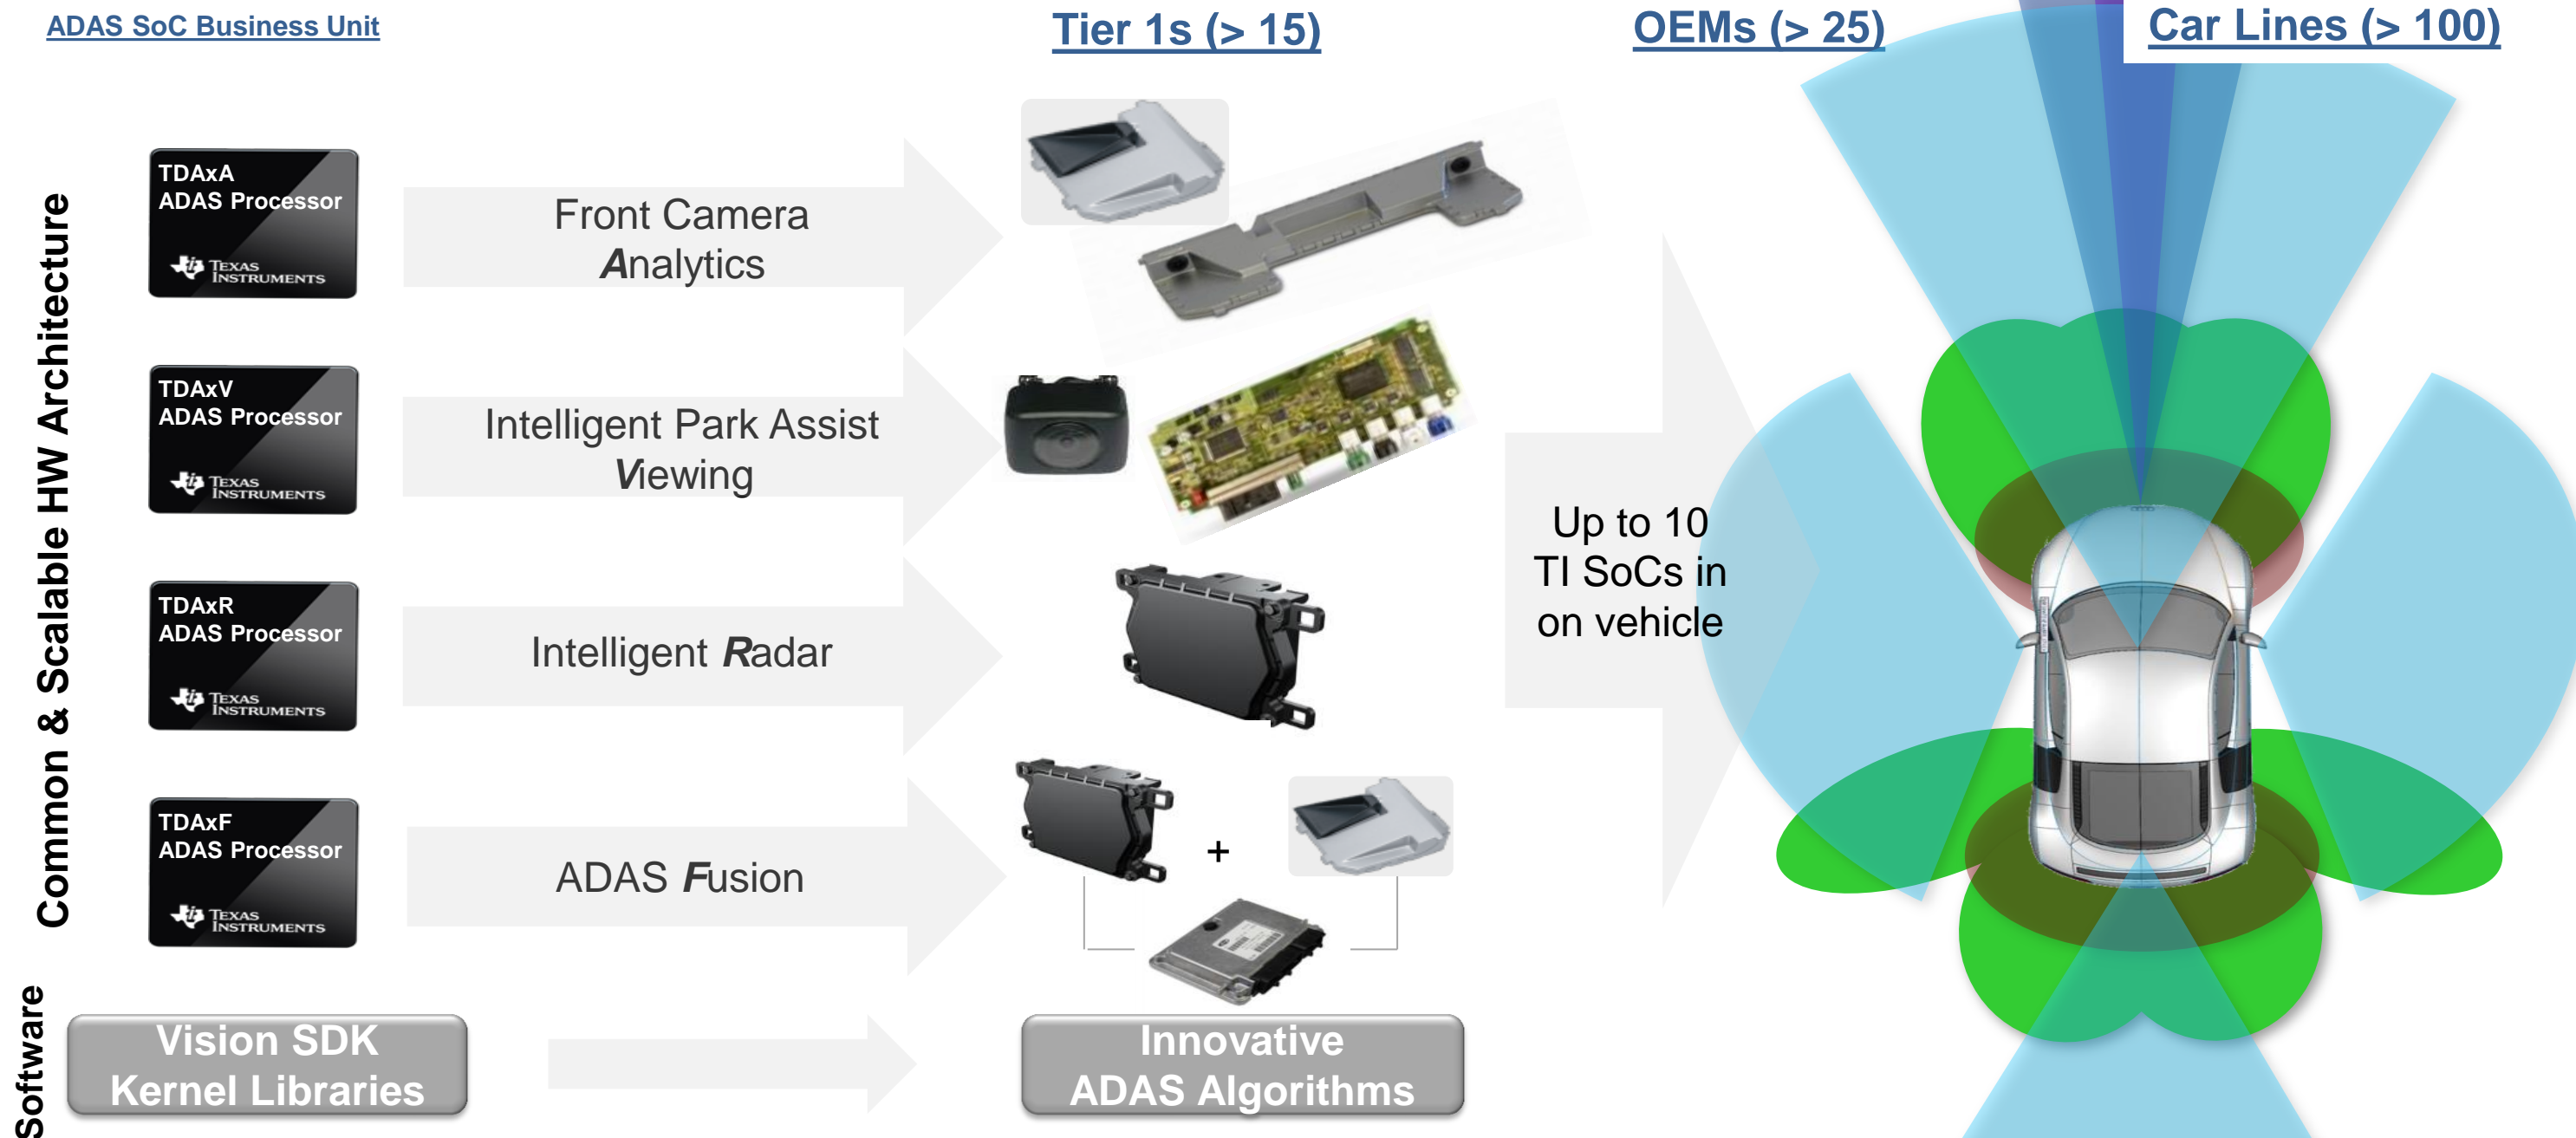 ADAS SoC Business Unit
Tier 1s (> 15)
OEMs (> 25)
Car Lines (> 100)
Common & Scalable HW Architecture
TDAxA
ADAS Processor
TEXAS
INSTRUMENTS
Front Camera
Analytics
TDAxV
ADAS Processor
TEXAS
INSTRUMENTS
Intelligent Park Assist
Viewing
TDAxR
ADAS Processor
TEXAS
INSTRUMENTS
Intelligent Radar
TDAxF
ADAS Processor
TEXAS
INSTRUMENTS
ADAS Fusion
+
Up to 10
TI SoCs in
on vehicle
Software
Vision SDK
Kernel Libraries
Innovative
ADAS Algorithms